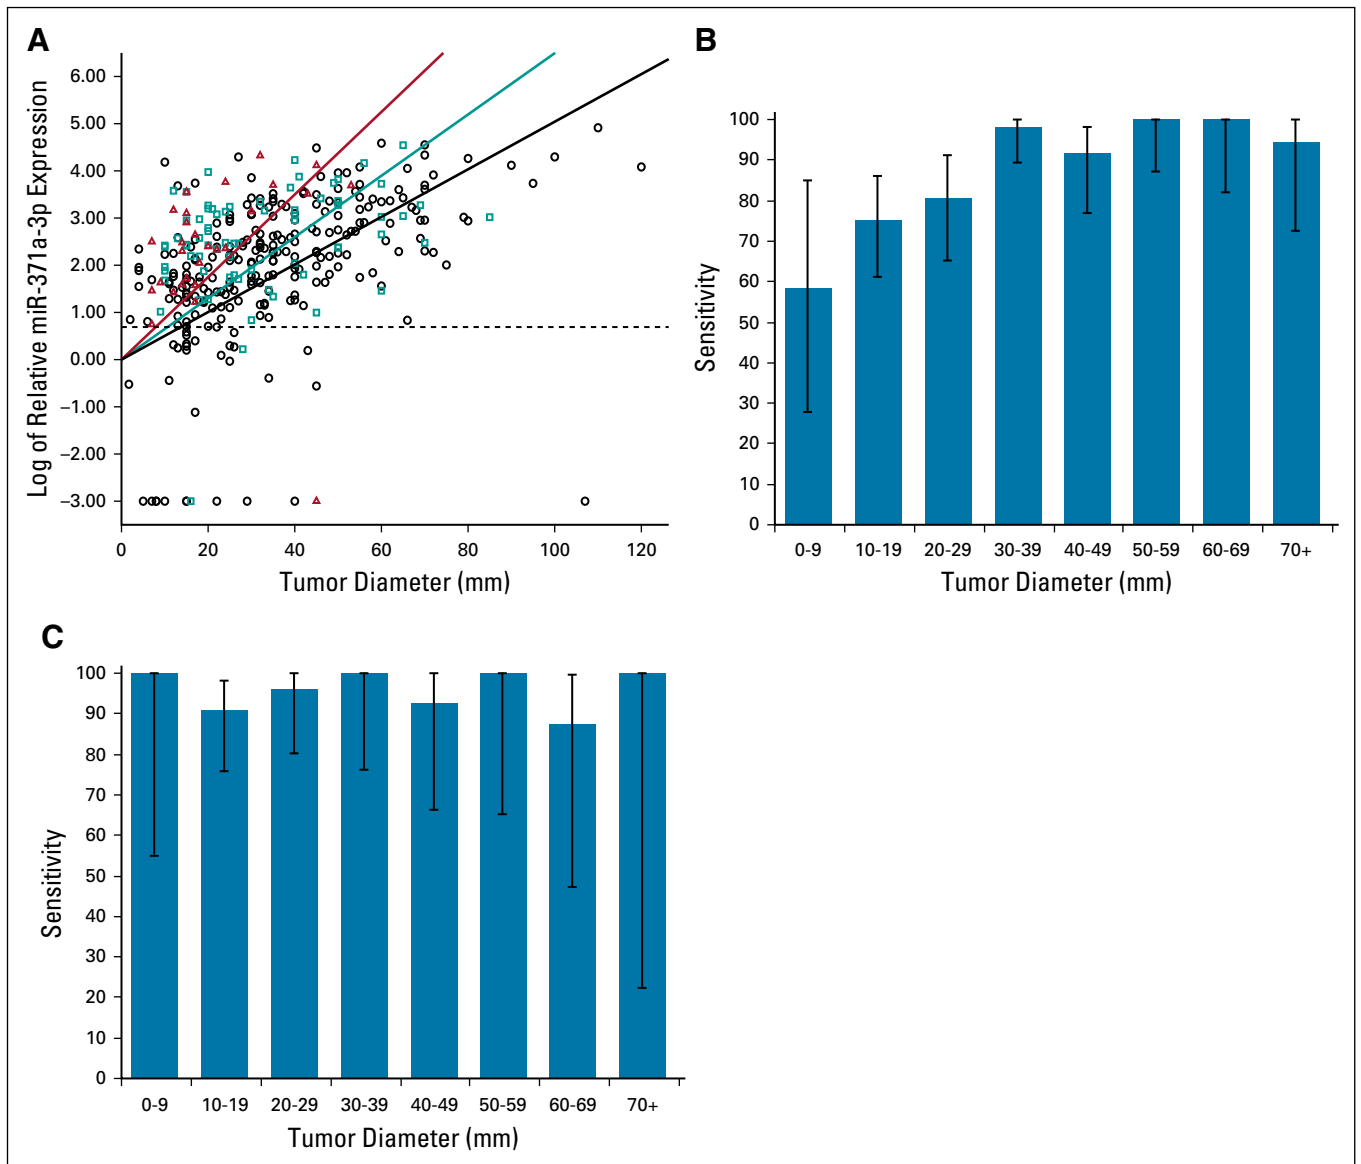 A
Log of Relative miR-371a-3p Expression
6.00
5.00
4.00
3.00
2.00
1.00
0.00
–1.00
–2.00
–3.00
0 20 40 60 80 100 120
Tumor Diameter (mm)
B
Sensitivity
100
90
80
70
60
50
40
30
20
10
0
0-9 10-19 20-29 30-39 40-49 50-59 60-69 70+
Tumor Diameter (mm)
C
Sensitivity
100
90
80
70
60
50
40
30
20
10
0
0-9 10-19 20-29 30-39 40-49 50-59 60-69 70+
Tumor Diameter (mm)